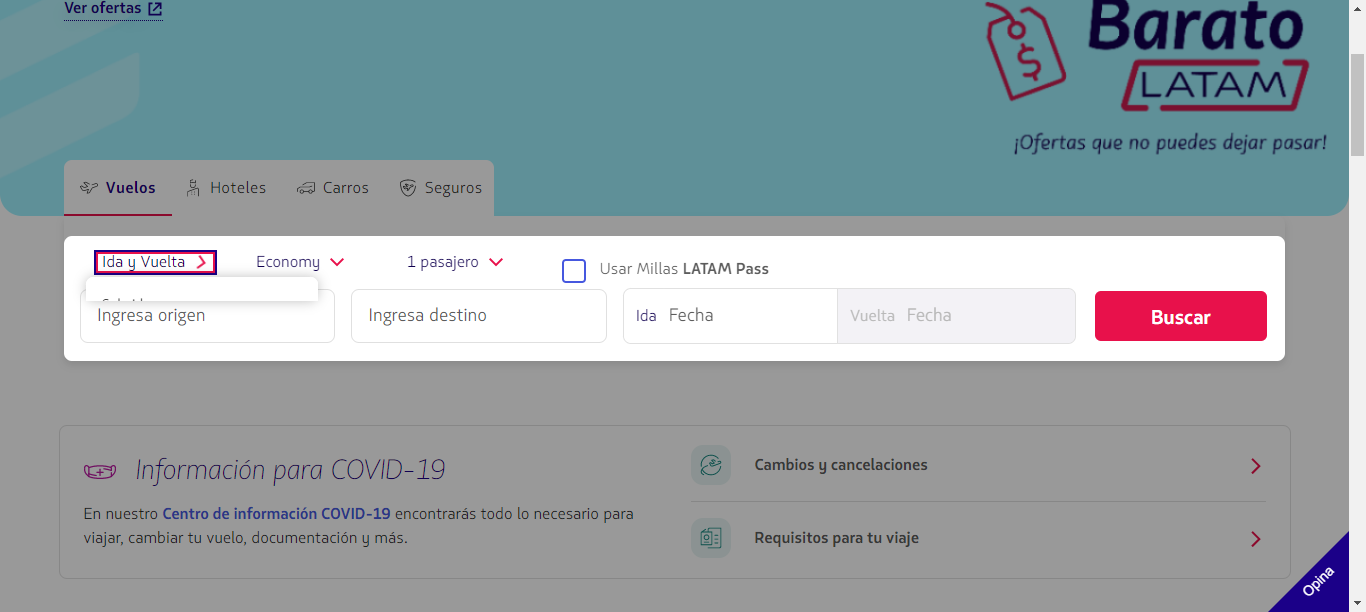 Ver ofertas
Barato
LATAM
¡Ofertas que no puedes dejar pasar!
Vuelos Hoteles Carros Seguros
Ida y Vuelta Economy 1 pasajero Usar Millas LATAM Pass
Ingresa origen Ingresa destino Ida Fecha Vuelta Fecha Buscar
Información para COVID-19
En nuestro Centro de información COVID-19 encontrarás todo lo necesario para
viajar, cambiar tu vuelo, documentación y más.
Cambios y cancelaciones
Requisitos para tu viaje
Opina